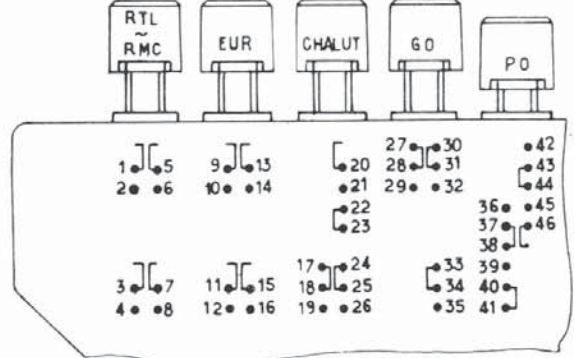 RTL
~
RMC
EUR
CHALUT
GO
PO
1 5 9 13 20 27 30 42
2 6 10 14 21 28 31 43
29 32 44
22 36 45
23 37 46
38
3 7 11 15 17 24 33 39
18 25 34 40
4 8 12 16 19 26 35 41